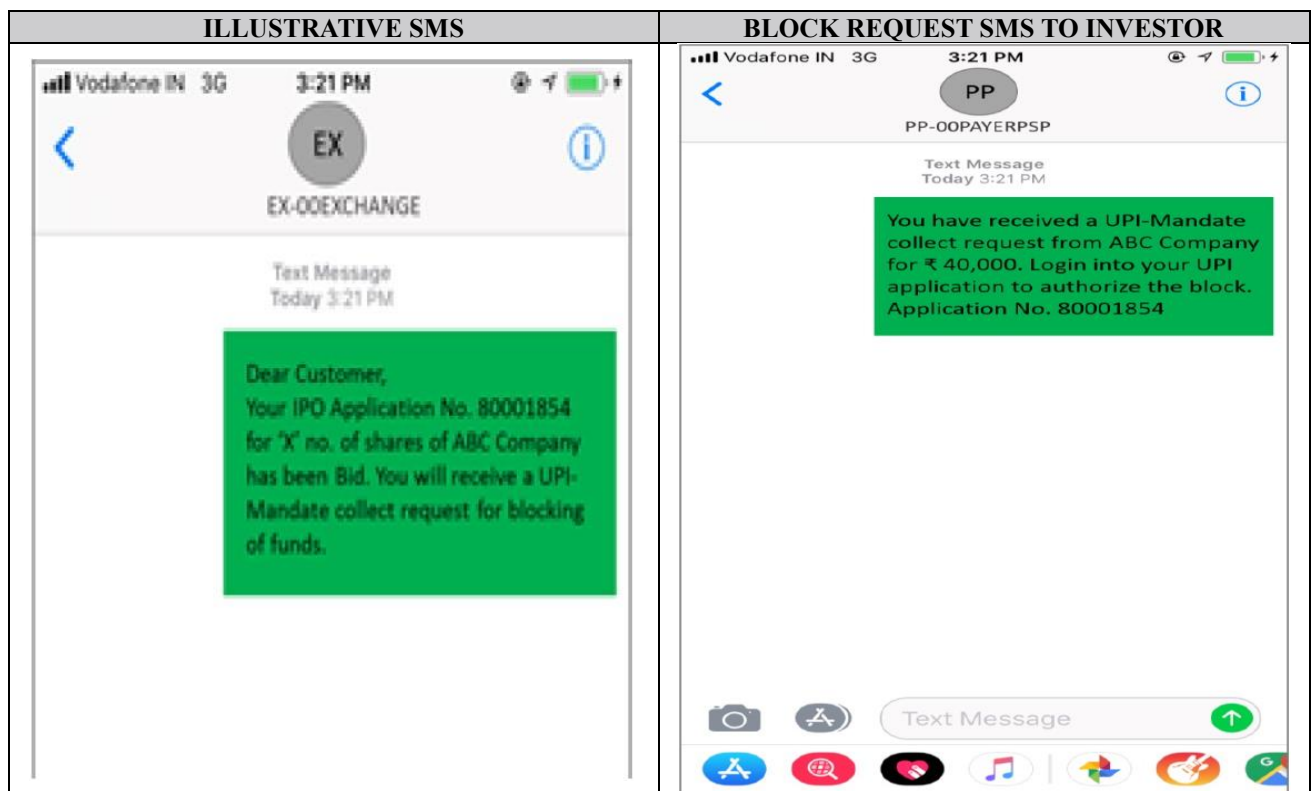 ILLUSTRATIVE SMS
Vodafone IN 3G 3:21 PM
EX
EX-00EXCHANGE
Text Message
Today 3:21 PM
Dear Customer,
Your IPO Application No. 80001854
for "X" no. of shares of ABC Company
has been Bid. You will receive a UPI-
Mandate collect request for blocking
of funds.
BLOCK REQUEST SMS TO INVESTOR
Vodafone IN 3G 3:21 PM
PP
PP-00PAYERPSP
Text Message
Today 3:21 PM
You have received a UPI-Mandate
collect request from ABC Company
for ₹ 40,000. Login into your UPI
application to authorize the block.
Application No. 80001854
Text Message
G